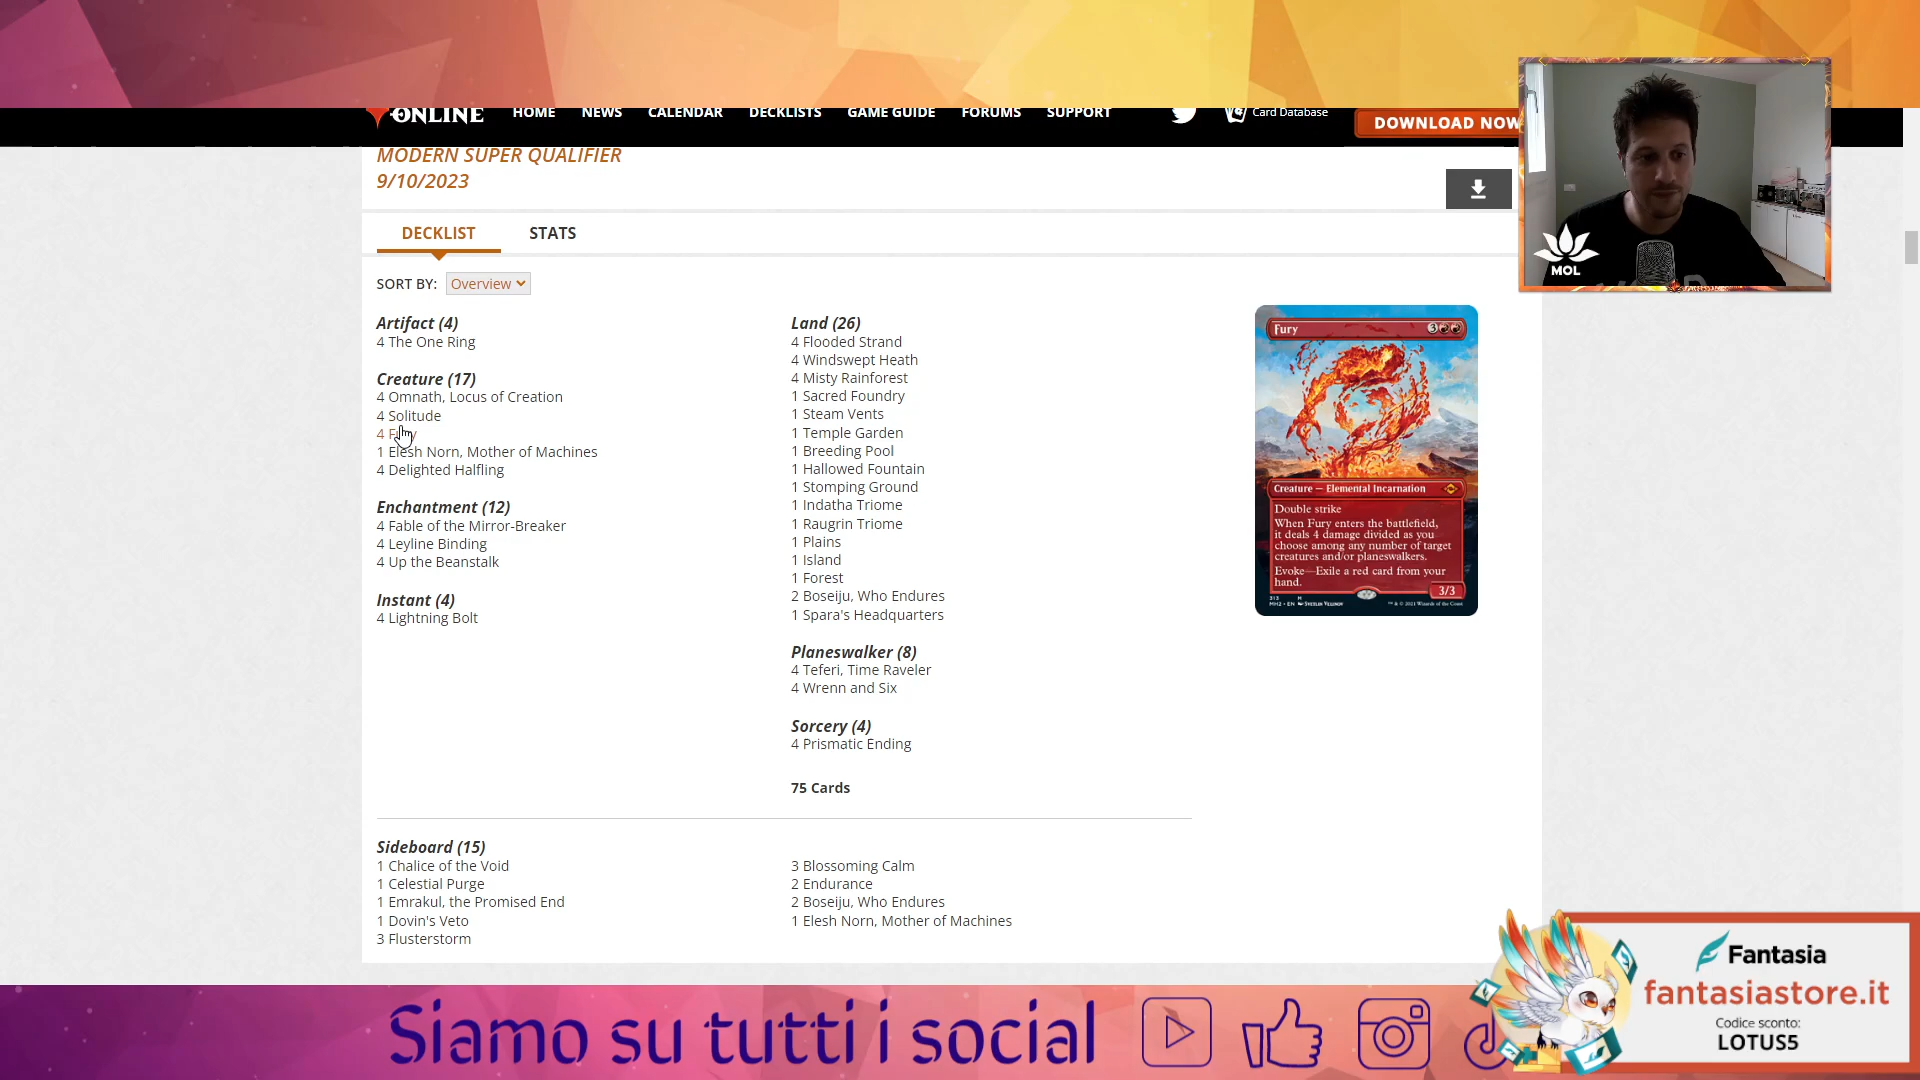 ONLINE
HOME
NEWS
CALENDAR
DECKLISTS
GAME GUIDE
FORUMS
SUPPORT
Card Database
DOWNLOAD NOW
MODERN SUPER QUALIFIER
9/10/2023
DECKLIST
STATS
SORT BY: Overview
Artifact (4)
4 The One Ring
Creature (17)
4 Omnath, Locus of Creation
4 Solitude
4 Fury
1 Elesh Norn, Mother of Machines
4 Delighted Halfling
Enchantment (12)
4 Fable of the Mirror-Breaker
4 Leyline Binding
4 Up the Beanstalk
Instant (4)
4 Lightning Bolt
Land (26)
4 Flooded Strand
4 Windswept Heath
4 Misty Rainforest
1 Sacred Foundry
1 Steam Vents
1 Temple Garden
1 Breeding Pool
1 Hallowed Fountain
1 Stomping Ground
1 Indatha Triome
1 Raugrin Triome
1 Plains
1 Island
1 Forest
2 Boseiju, Who Endures
1 Spara's Headquarters
Planeswalker (8)
4 Teferi, Time Raveler
4 Wrenn and Six
Sorcery (4)
4 Prismatic Ending
75 Cards
Sideboard (15)
1 Chalice of the Void
1 Celestial Purge
1 Emrakul, the Promised End
1 Dovin's Veto
3 Flusterstorm
3 Blossoming Calm
2 Endurance
2 Boseiju, Who Endures
1 Elesh Norn, Mother of Machines
Fury
3
Creature — Elemental Incarnation
Double strike
When Fury enters the battlefield,
it deals 4 damage divided as you
choose among any number of target
creatures and/or planeswalkers.
Evoke—Exile a red card from your
hand.
3/3
MOL
Siamo su tutti i social
Fantasia
fantasiastore.it
Codice sconto:
LOTUS5